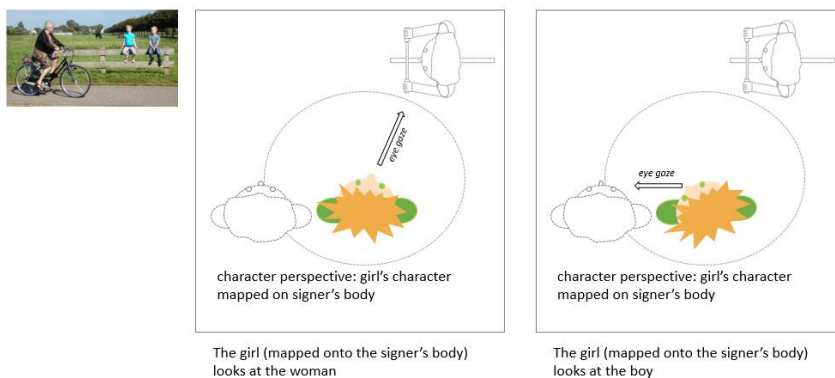 eye gaze
character perspective: girl's character
mapped on signer's body
The girl (mapped onto the signer's body)
looks at the woman
eye gaze
character perspective: girl's character
mapped on signer's body
The girl (mapped onto the signer's body)
looks at the boy